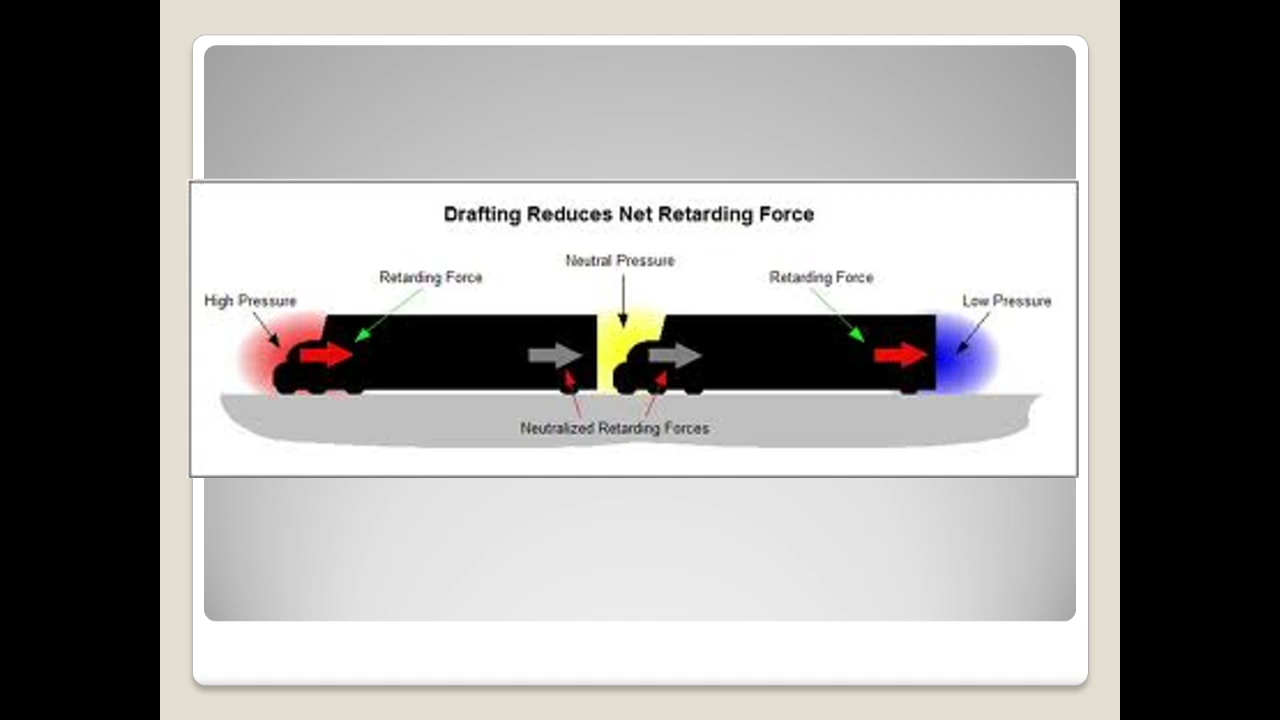 Drafting Reduces Net Retarding Force
Neutral Pressure
Retarding Force
Retarding Force
High Pressure
Low Pressure
Neutralized Retarding Forces